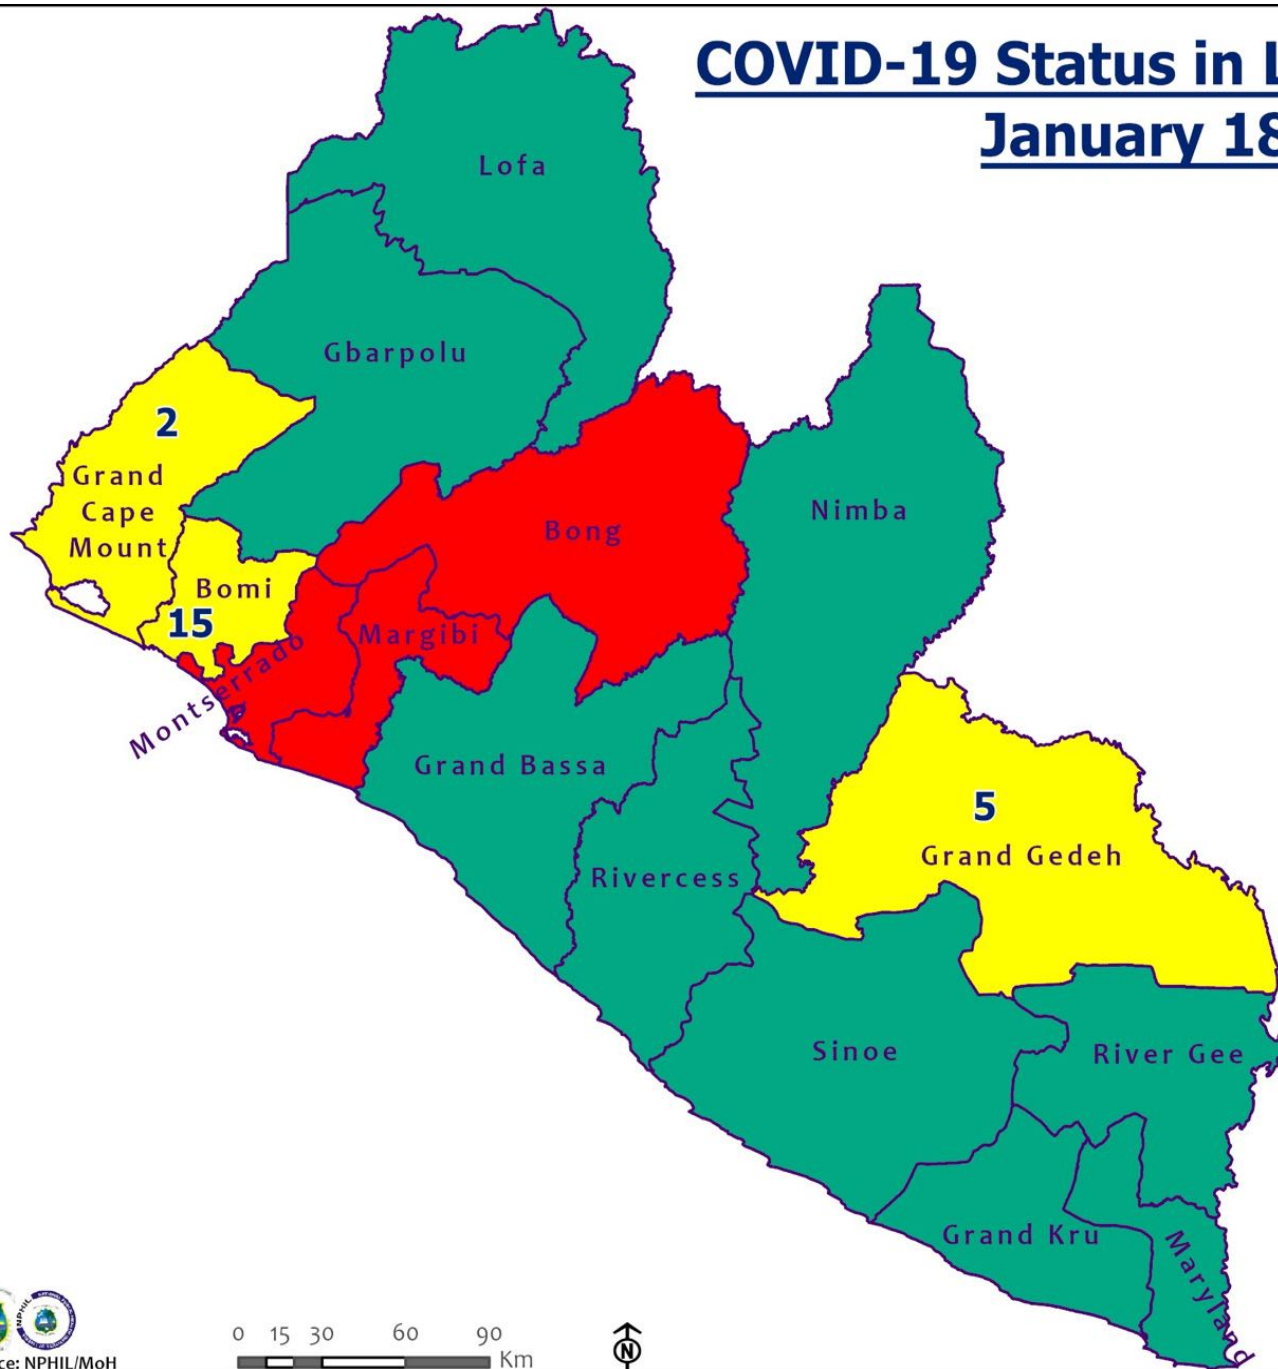 COVID-19 Status in L
January 18
Lofa
Gbarpolu
2
Grand
Cape
Mount
Bomi
15
Montserrado
Margibi
Bong
Nimba
Grand Bassa
Rivercess
5
Grand Gedeh
Sinoe
River Gee
Grand Kru
Maryland
NPHIL
0 15 30 60 90
Km
N
ce: NPHIL/MoH